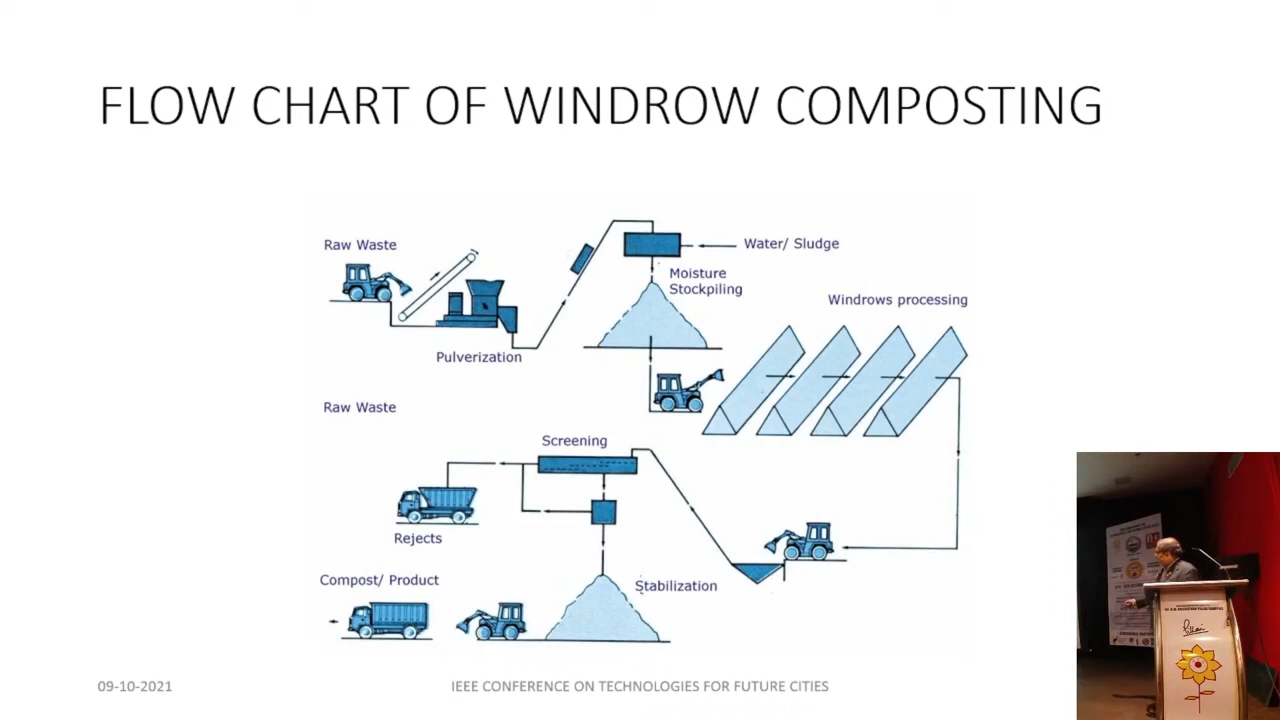 FLOW CHART OF WINDROW COMPOSTING
Raw Waste
Water/ Sludge
Moisture
Stockpiling
Windrows processing
Pulverization
Raw Waste
Screening
Rejects
Compost/ Product
Stabilization
09-10-2021
IEEE CONFERENCE ON TECHNOLOGIES FOR FUTURE CITIES
Pillai